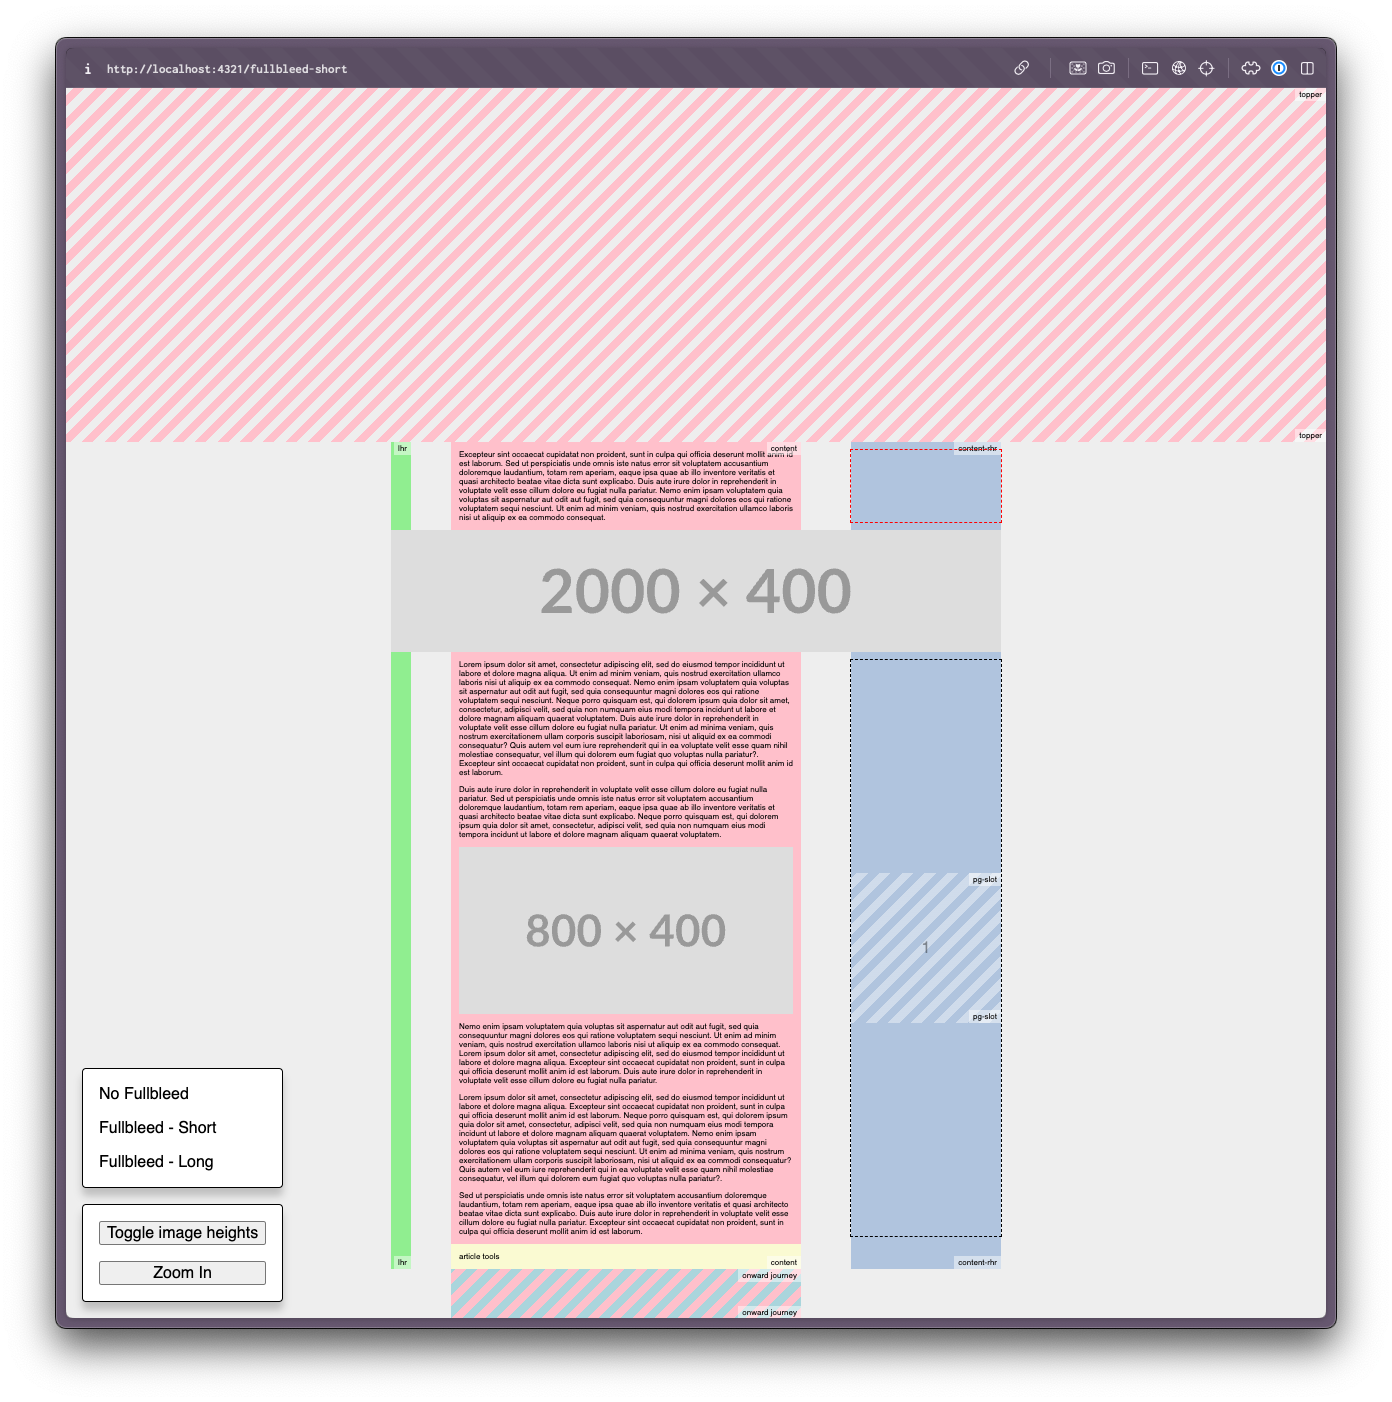 http://localhost:4321/fullbleed-short
topper
topper
lhr
content
content-rhr
Excepteur sint occaecat cupidatat non proident, sunt in culpa qui officia deserunt mollit anim id
est laborum. Sed ut perspiciatis unde omnis iste natus error sit voluptatem accusantium
doloremque laudantium, totam rem aperiam, eaque ipsa quae ab illo inventore veritatis et
quasi architecto beatae vitae dicta sunt explicabo. Duis aute irure dolor in reprehenderit in
voluptate velit esse cillum dolore eu fugiat nulla pariatur. Nemo enim ipsam voluptatem quia
voluptas sit aspernatur aut odit aut fugit, sed quia consequuntur magni dolores eos qui ratione
voluptatem sequi nesciunt. Ut enim ad minim veniam, quis nostrud exercitation ullamco laboris
nisi ut aliquip ex ea commodo consequat.
2000 × 400
Lorem ipsum dolor sit amet, consectetur adipiscing elit, sed do eiusmod tempor incididunt ut
labore et dolore magna aliqua. Ut enim ad minim veniam, quis nostrud exercitation ullamco
laboris nisi ut aliquip ex ea commodo consequat. Nemo enim ipsam voluptatem quia voluptas
sit aspernatur aut odit aut fugit, sed quia consequuntur magni dolores eos qui ratione
voluptatem sequi nesciunt. Neque porro quisquam est, qui dolorem ipsum quia dolor sit amet,
consectetur, adipisci velit, sed quia non numquam eius modi tempora incidunt ut labore et
dolore magnam aliquam quaerat voluptatem. Duis aute irure dolor in reprehenderit in
voluptate velit esse cillum dolore eu fugiat nulla pariatur. Ut enim ad minima veniam, quis
nostrum exercitationem ullam corporis suscipit laboriosam, nisi ut aliquid ex ea commodi
consequatur? Quis autem vel eum iure reprehenderit qui in ea voluptate velit esse quam nihil
molestiae consequatur, vel illum qui dolorem eum fugiat quo voluptas nulla pariatur?.
Excepteur sint occaecat cupidatat non proident, sunt in culpa qui officia deserunt mollit anim id
est laborum.
Duis aute irure dolor in reprehenderit in voluptate velit esse cillum dolore eu fugiat nulla
pariatur. Sed ut perspiciatis unde omnis iste natus error sit voluptatem accusantium
doloremque laudantium, totam rem aperiam, eaque ipsa quae ab illo inventore veritatis et
quasi architecto beatae vitae dicta sunt explicabo. Neque porro quisquam est, qui dolorem
ipsum quia dolor sit amet, consectetur, adipisci velit, sed quia non numquam eius modi
tempora incidunt ut labore et dolore magnam aliquam quaerat voluptatem.
800 × 400
pg-slot
1
pg-slot
Nemo enim ipsam voluptatem quia voluptas sit aspernatur aut odit aut fugit, sed quia
consequuntur magni dolores eos qui ratione voluptatem sequi nesciunt. Ut enim ad minim
veniam, quis nostrud exercitation ullamco laboris nisi ut aliquip ex ea commodo consequat.
Lorem ipsum dolor sit amet, consectetur adipiscing elit, sed do eiusmod tempor incididunt ut
labore et dolore magna aliqua. Excepteur sint occaecat cupidatat non proident, sunt in culpa
qui officia deserunt mollit anim id est laborum. Duis aute irure dolor in reprehenderit in
voluptate velit esse cillum dolore eu fugiat nulla pariatur.
Lorem ipsum dolor sit amet, consectetur adipiscing elit, sed do eiusmod tempor incididunt ut
labore et dolore magna aliqua. Excepteur sint occaecat cupidatat non proident, sunt in culpa
qui officia deserunt mollit anim id est laborum. Neque porro quisquam est, qui dolorem ipsum
quia dolor sit amet, consectetur, adipisci velit, sed quia non numquam eius modi tempora
incidunt ut labore et dolore magnam aliquam quaerat voluptatem. Nemo enim ipsam
voluptatem quia voluptas sit aspernatur aut odit aut fugit, sed quia consequuntur magni
dolores eos qui ratione voluptatem sequi nesciunt. Ut enim ad minima veniam, quis nostrum
exercitationem ullam corporis suscipit laboriosam, nisi ut aliquid ex ea commodi consequatur?
Quis autem vel eum iure reprehenderit qui in ea voluptate velit esse quam nihil molestiae
consequatur, vel illum qui dolorem eum fugiat quo voluptas nulla pariatur?.
Sed ut perspiciatis unde omnis iste natus error sit voluptatem accusantium doloremque
laudantium, totam rem aperiam, eaque ipsa quae ab illo inventore veritatis et quasi architecto
beatae vitae dicta sunt explicabo. Duis aute irure dolor in reprehenderit in voluptate velit esse
cillum dolore eu fugiat nulla pariatur. Excepteur sint occaecat cupidatat non proident, sunt in
culpa qui officia deserunt mollit anim id est laborum.
article tools
lhr
content
content-rhr
onward journey
onward journey
No Fullbleed
Fullbleed - Short
Fullbleed - Long
Toggle image heights
Zoom In